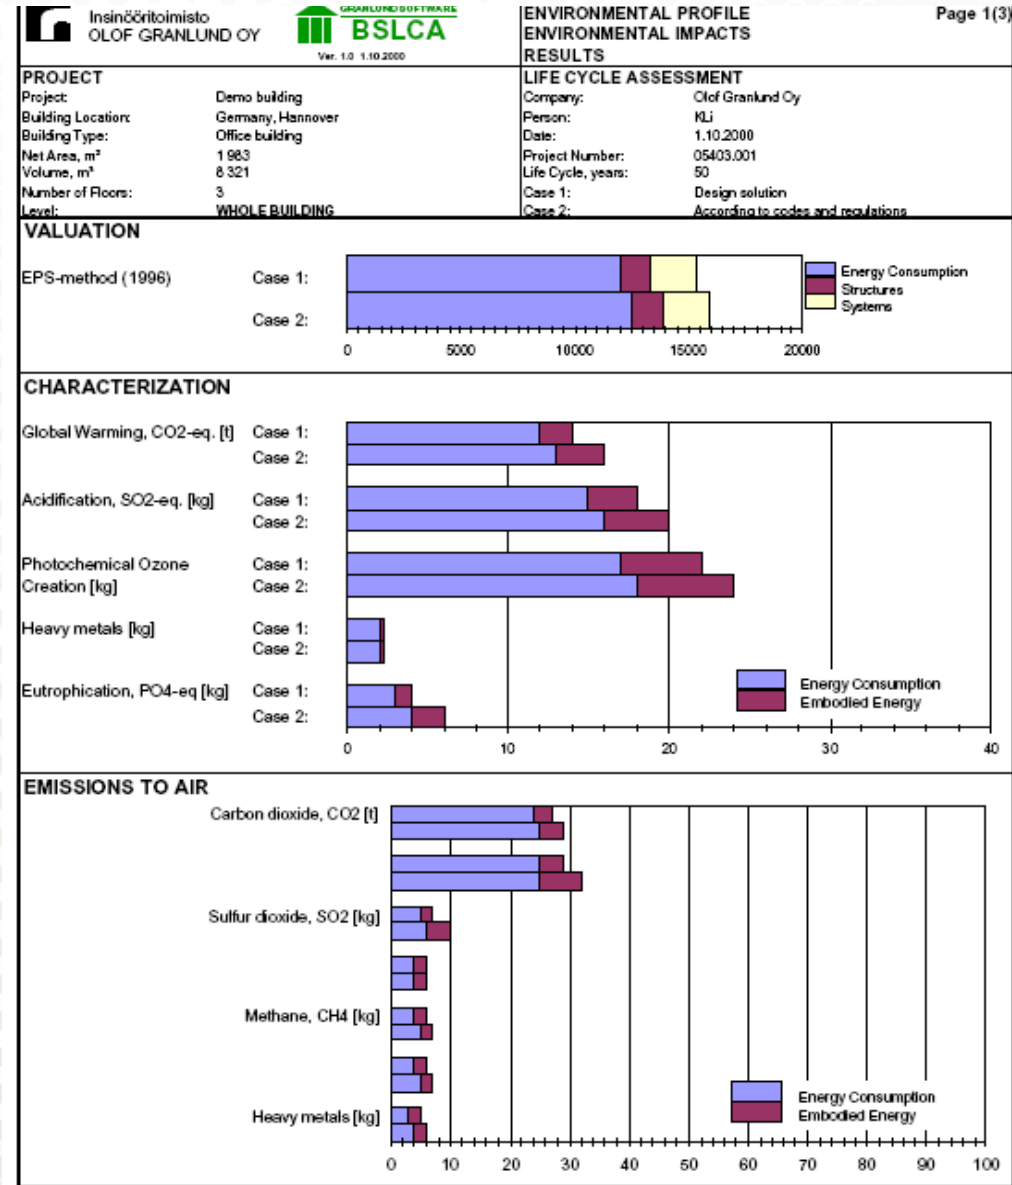 Insinööritoimisto
OLOF GRANLUND OY
GRANLUND SOFTWARE
BSLCA
Ver. 1.0 1.10.2000
ENVIRONMENTAL PROFILE
ENVIRONMENTAL IMPACTS
RESULTS
Page 1(3)
PROJECT
Project: Demo building
Building Location: Germany, Hannover
Building Type: Office building
Net Area, m² 1 983
Volume, m³ 8 321
Number of Floors: 3
Level: WHOLE BUILDING
LIFE CYCLE ASSESSMENT
Company: Olof Granlund Oy
Person: KLi
Date: 1.10.2000
Project Number: 05403.001
Life Cycle, years: 50
Case 1: Design solution
Case 2: According to codes and regulations
VALUATION
EPS-method (1996) Case 1:
Case 2:
Energy Consumption
Structures
Systems
0 5000 10000 15000 20000
CHARACTERIZATION
Global Warming, CO2-eq. [t] Case 1:
Case 2:
Acidification, SO2-eq. [kg] Case 1:
Case 2:
Photochemical Ozone Case 1:
Creation [kg] Case 2:
Heavy metals [kg] Case 1:
Case 2:
Eutrophication, PO4-eq [kg] Case 1:
Case 2:
Energy Consumption
Embodied Energy
0 10 20 30 40
EMISSIONS TO AIR
Carbon dioxide, CO2 [t]
Sulfur dioxide, SO2 [kg]
Methane, CH4 [kg]
Heavy metals [kg]
Energy Consumption
Embodied Energy
0 10 20 30 40 50 60 70 80 90 100